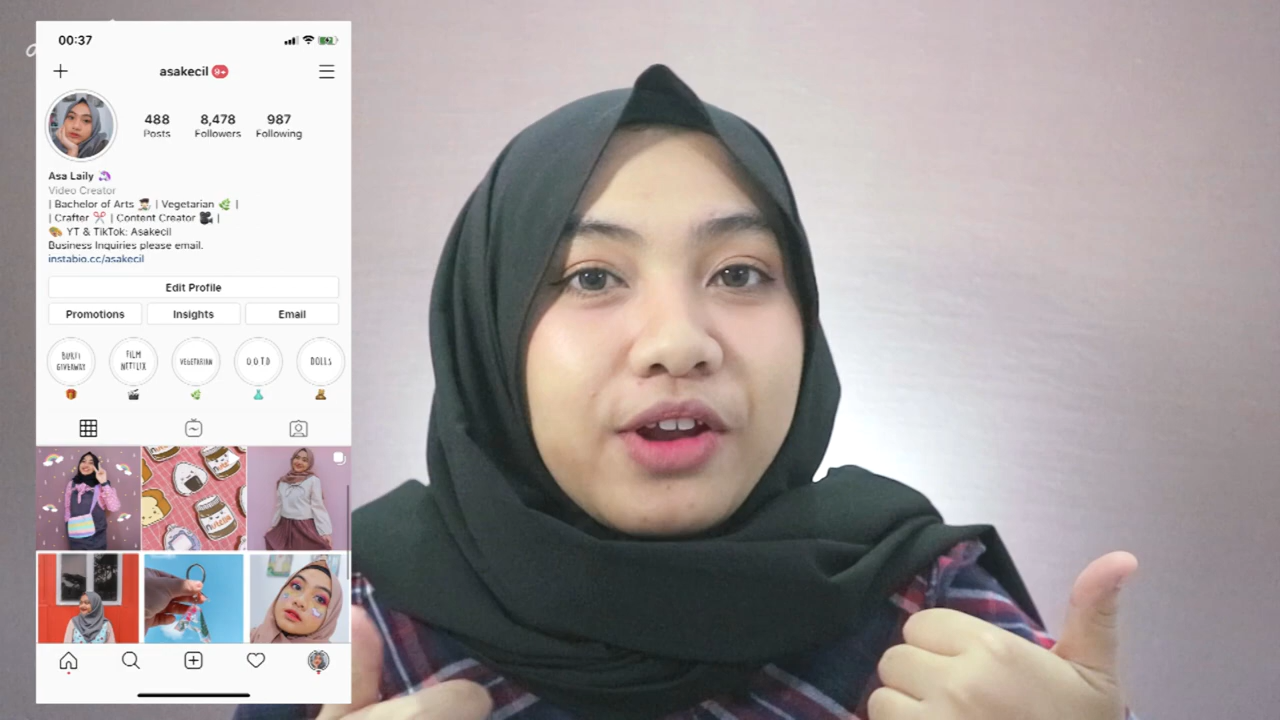 00:37
asakecil 9+
488 8,478 987
Posts Followers Following
Asa Laily
Video Creator
| Bachelor of Arts | Vegetarian |
| Crafter | Content Creator |
YT & TikTok: Asakecil
Business Inquiries please email.
instabio.cc/asakecil
Edit Profile
Promotions Insights Email
BUKTI GIVEAWAY
FILM NETFLIX
VEGETARIAN
OOTD
DOLLS